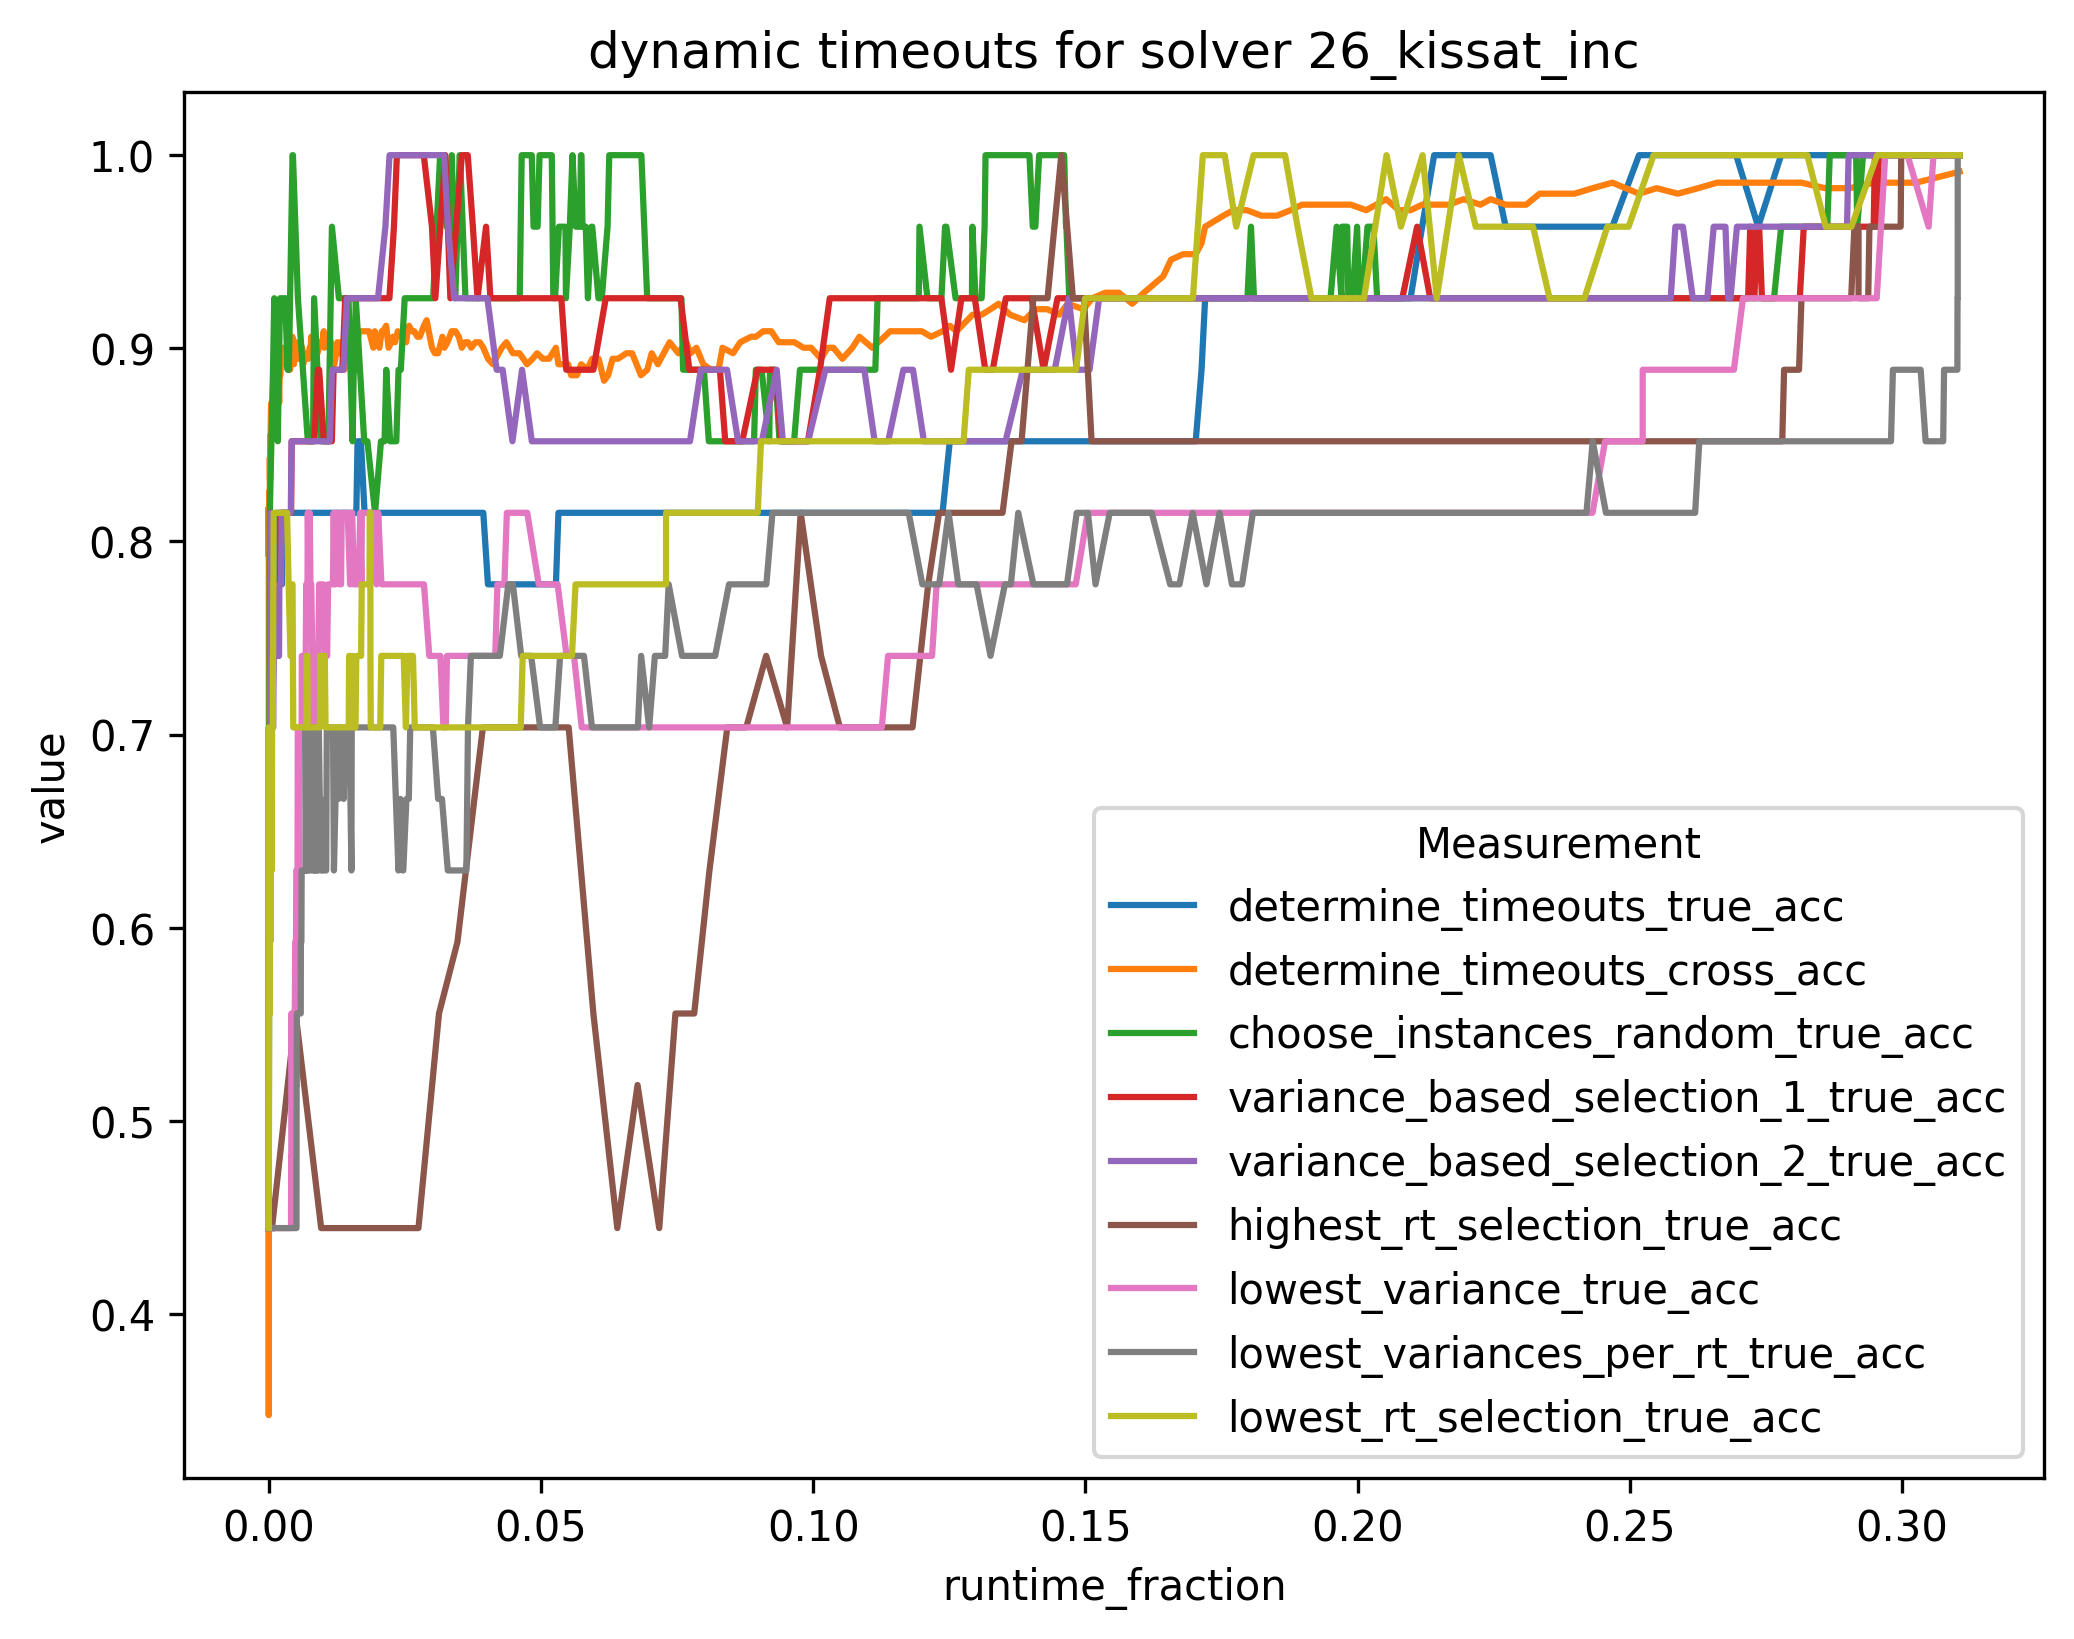 dynamic timeouts for solver 26_kissat_inc
1.0
0.9
0.8
0.7
0.6
0.5
0.4
value
0.00
0.05
0.10
0.15
0.20
0.25
0.30
runtime_fraction
Measurement
determine_timeouts_true_acc
determine_timeouts_cross_acc
choose_instances_random_true_acc
variance_based_selection_1_true_acc
variance_based_selection_2_true_acc
highest_rt_selection_true_acc
lowest_variance_true_acc
lowest_variances_per_rt_true_acc
lowest_rt_selection_true_acc